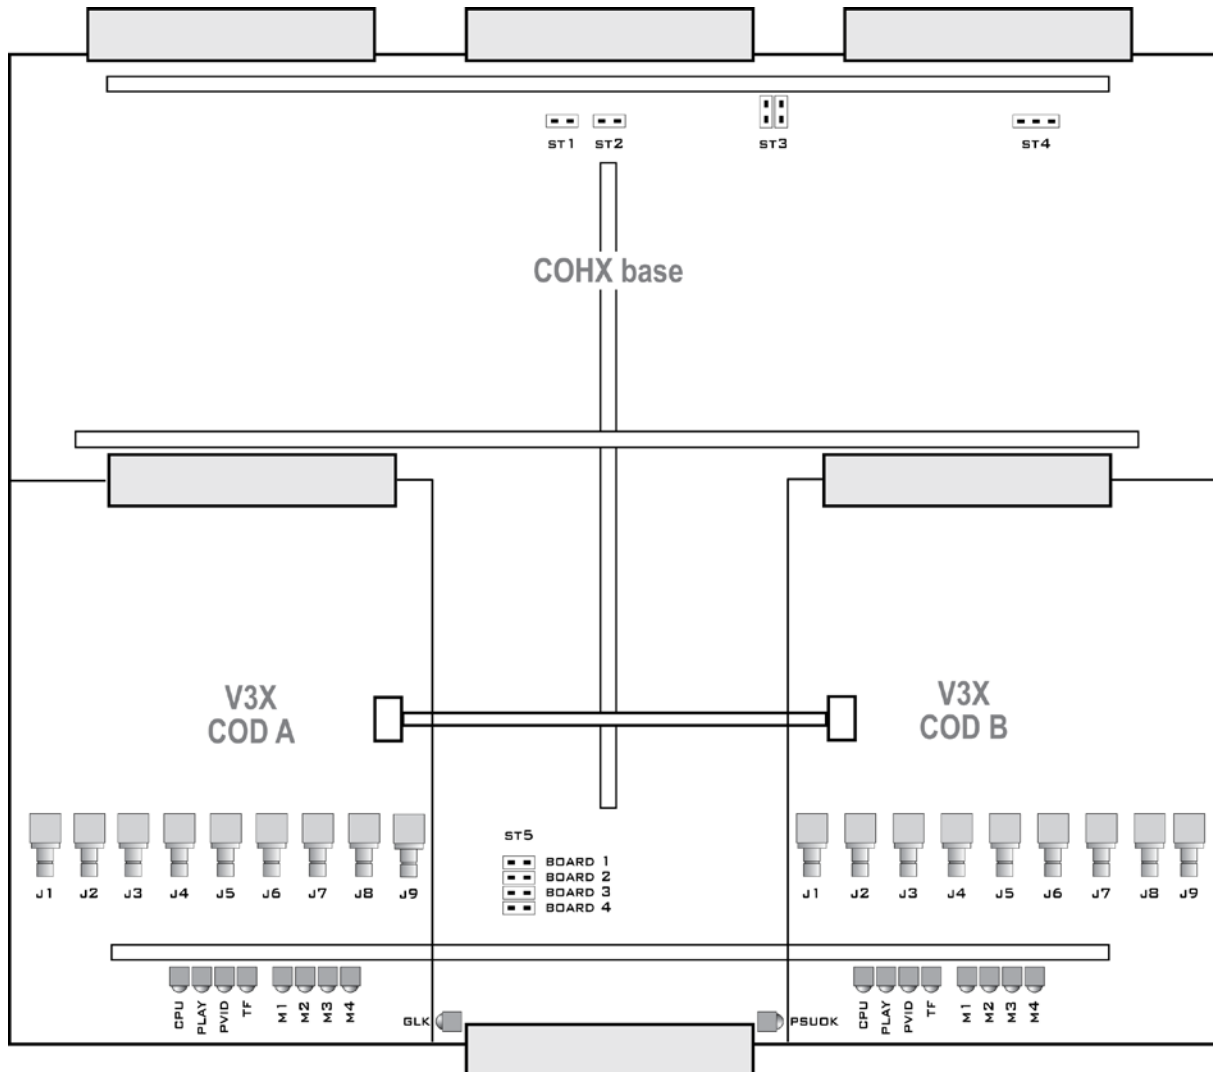 ST1 ST2 ST3 ST4
COHX base
V3X
COD A
V3X
COD B
ST5
BOARD 1
BOARD 2
BOARD 3
BOARD 4
J1 J2 J3 J4 J5 J6 J7 J8 J9
J1 J2 J3 J4 J5 J6 J7 J8 J9
CPU PLAY PVID TF M1 M2 M3 M4
GLK
PSUOK
CPU PLAY PVID TF M1 M2 M3 M4